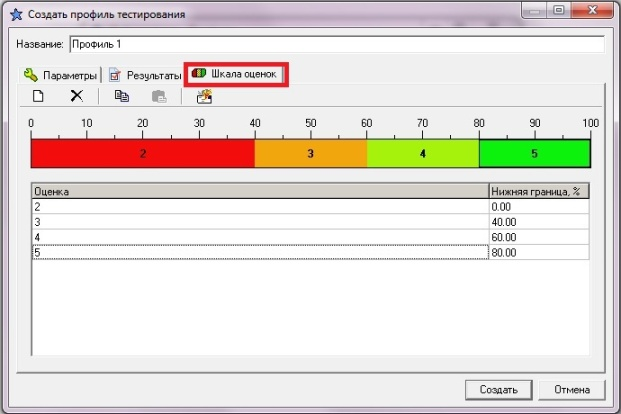 Создать профиль тестирования
Название: Профиль 1
Параметры Результаты Шкала оценок
0 10 20 30 40 50 60 70 80 90 100
2 3 4 5
Оценка Нижняя граница, %
2 0.00
3 40.00
4 60.00
5 80.00
Создать Отмена